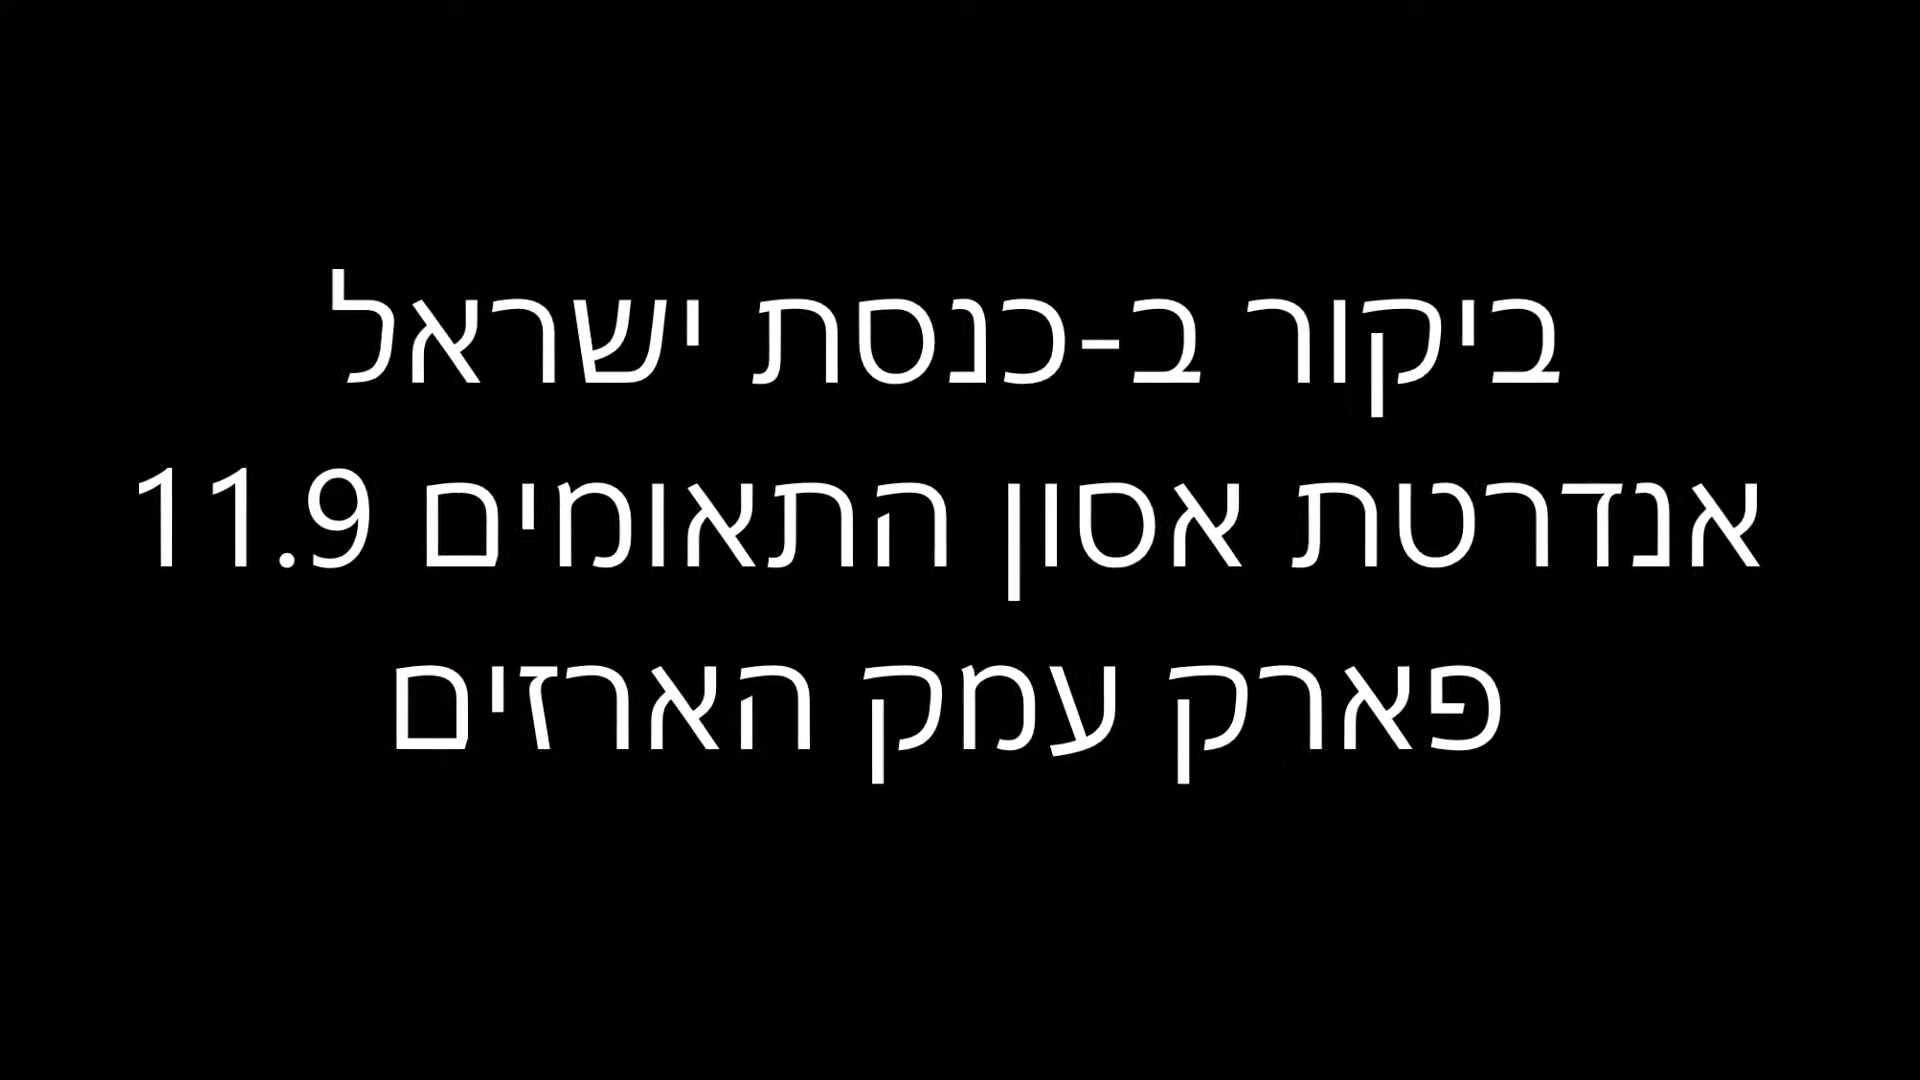 ביקור ב-כנסת ישראל
אנדרטת אסון התאומים 11.9
פארק עמק הארזים